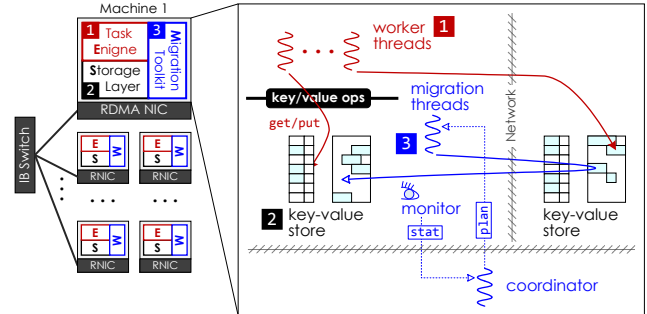 Machine 1
1 Task
Enigne
3
Migration
Toolkit
Storage
2 Layer
RDMA NIC
IB Switch
E
S
M
RNIC
E
S
M
RNIC
E
S
M
RNIC
E
S
M
RNIC
worker 1
threads
key/value ops
get/put
migration
threads
3
Network
2 key-value
store
monitor
stat
plan
key-value
store
coordinator